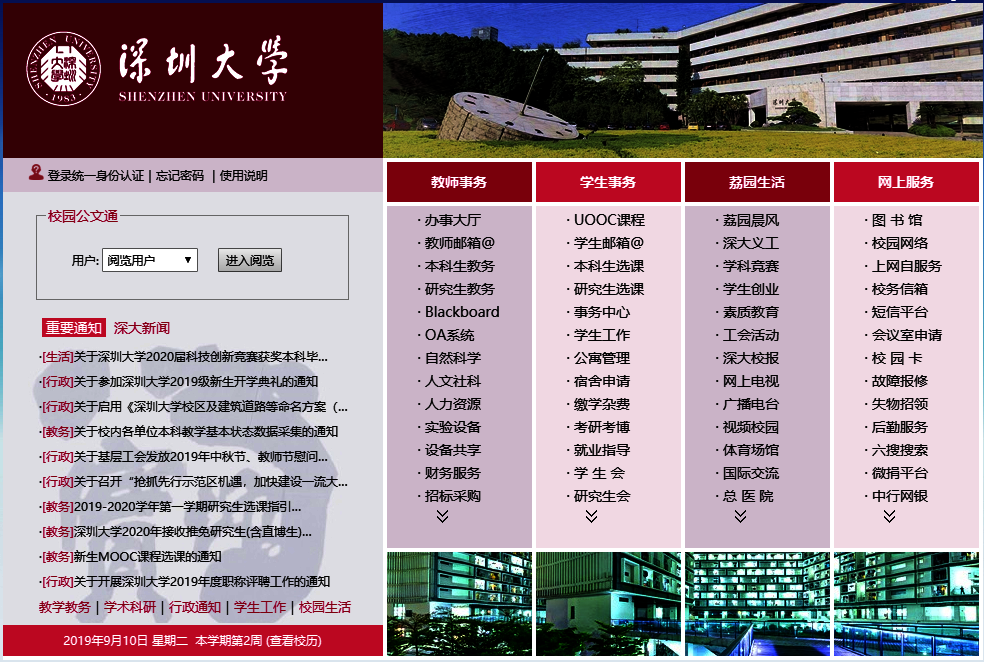 深圳大学
SHENZHEN UNIVERSITY
SHENZHEN UNIVERSITY
1983
登录统一身份认证 | 忘记密码 | 使用说明
校园公文通
用户: 阅览用户 进入阅览
重要通知 深大新闻
·[生活]关于深圳大学2020届科技创新竞赛获奖本科毕...
·[行政]关于参加深圳大学2019级新生开学典礼的通知
·[行政]关于启用《深圳大学校区及建筑道路等命名方案（...
·[教务]关于校内各单位本科教学基本状态数据采集的通知
·[行政]关于基层工会发放2019年中秋节、教师节慰问...
·[行政]关于召开“抢抓先行示范区机遇，加快建设一流大...
·[教务]2019-2020学年第一学期研究生选课指引...
·[教务]深圳大学2020年接收推免研究生(含直博生)...
·[教务]新生MOOC课程选课的通知
·[行政]关于开展深圳大学2019年度职称评聘工作的通知
教学教务 | 学术科研 | 行政通知 | 学生工作 | 校园生活
2019年9月10日 星期二 本学期第2周 (查看校历)
教师事务
· 办事大厅
· 教师邮箱@
· 本科生教务
· 研究生教务
· Blackboard
· OA系统
· 自然科学
· 人文社科
· 人力资源
· 实验设备
· 设备共享
· 财务服务
· 招标采购
学生事务
· UOOC课程
· 学生邮箱@
· 本科生选课
· 研究生选课
· 事务中心
· 学生工作
· 公寓管理
· 宿舍申请
· 缴学杂费
· 考研考博
· 就业指导
· 学 生 会
· 研究生会
荔园生活
· 荔园晨风
· 深大义工
· 学科竞赛
· 学生创业
· 素质教育
· 工会活动
· 深大校报
· 网上电视
· 广播电台
· 视频校园
· 体育场馆
· 国际交流
· 总 医 院
网上服务
· 图 书 馆
· 校园网络
· 上网自服务
· 校务信箱
· 短信平台
· 会议室申请
· 校 园 卡
· 故障报修
· 失物招领
· 后勤服务
· 六搜搜索
· 微捐平台
· 中行网银